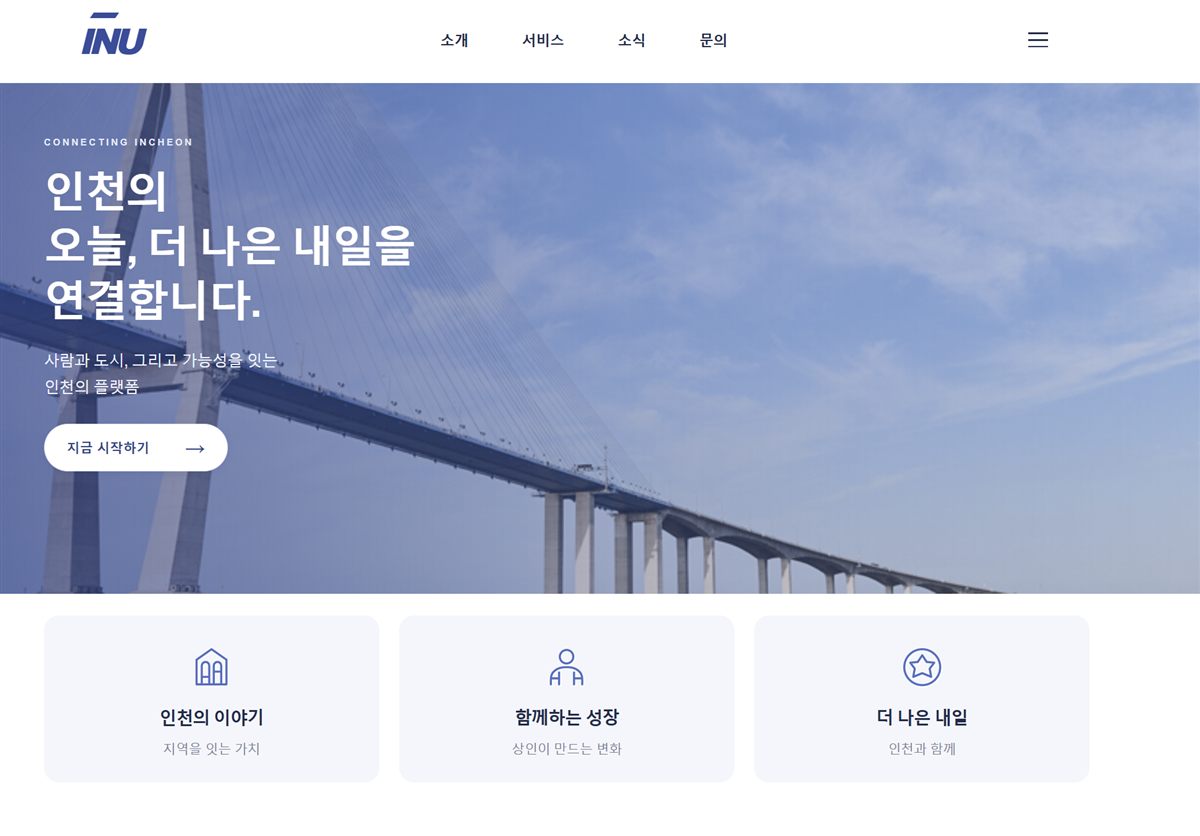 INU
소개
서비스
소식
문의
CONNECTING INCHEON
인천의
오늘, 더 나은 내일을
연결합니다.
사람과 도시, 그리고 가능성을 잇는
인천의 플랫폼
지금 시작하기 →
인천의 이야기
지역을 잇는 가치
함께하는 성장
상인이 만드는 변화
더 나은 내일
인천과 함께